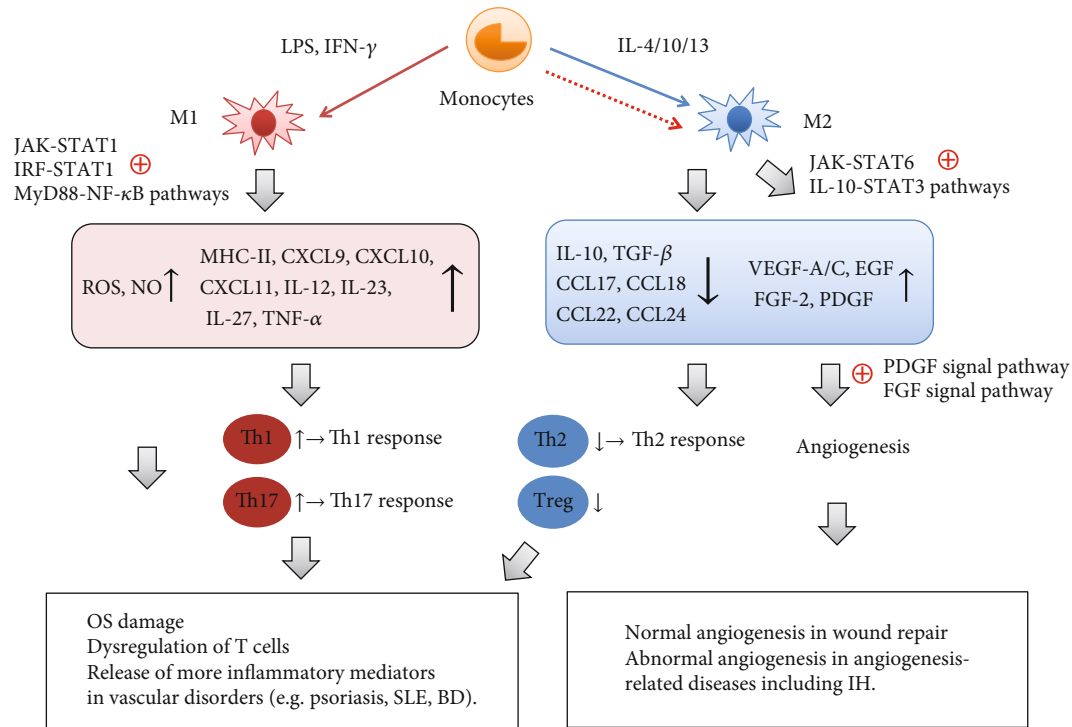 LPS, IFN-γ
IL-4/10/13
Monocytes
M1
M2
JAK-STAT1
IRF-STAT1
MyD88-NF-κB pathways
JAK-STAT6
IL-10-STAT3 pathways
ROS, NO ↑
MHC-II, CXCL9, CXCL10,
CXCL11, IL-12, IL-23,
IL-27, TNF-α
IL-10, TGF-β
CCL17, CCL18
CCL22, CCL24
VEGF-A/C, EGF
FGF-2, PDGF
PDGF signal pathway
FGF signal pathway
Th1 ↑→ Th1 response
Th2 ↓→ Th2 response
Angiogenesis
Th17 ↑→ Th17 response
Treg ↓
OS damage
Dysregulation of T cells
Release of more inflammatory mediators
in vascular disorders (e.g. psoriasis, SLE, BD).
Normal angiogenesis in wound repair
Abnormal angiogenesis in angiogenesis-
related diseases including IH.